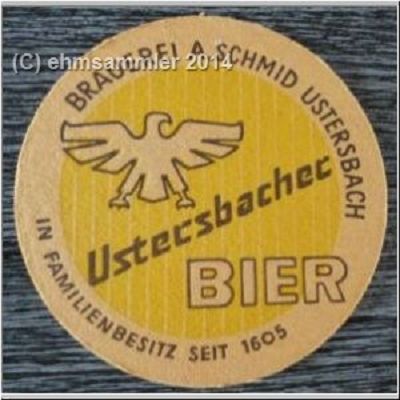 (C) ehmsammler 2014
BRAUEREI A. SCHMID USTERSBACH
Ustersbacher
BIER
IN FAMILIENBESITZ SEIT 1605